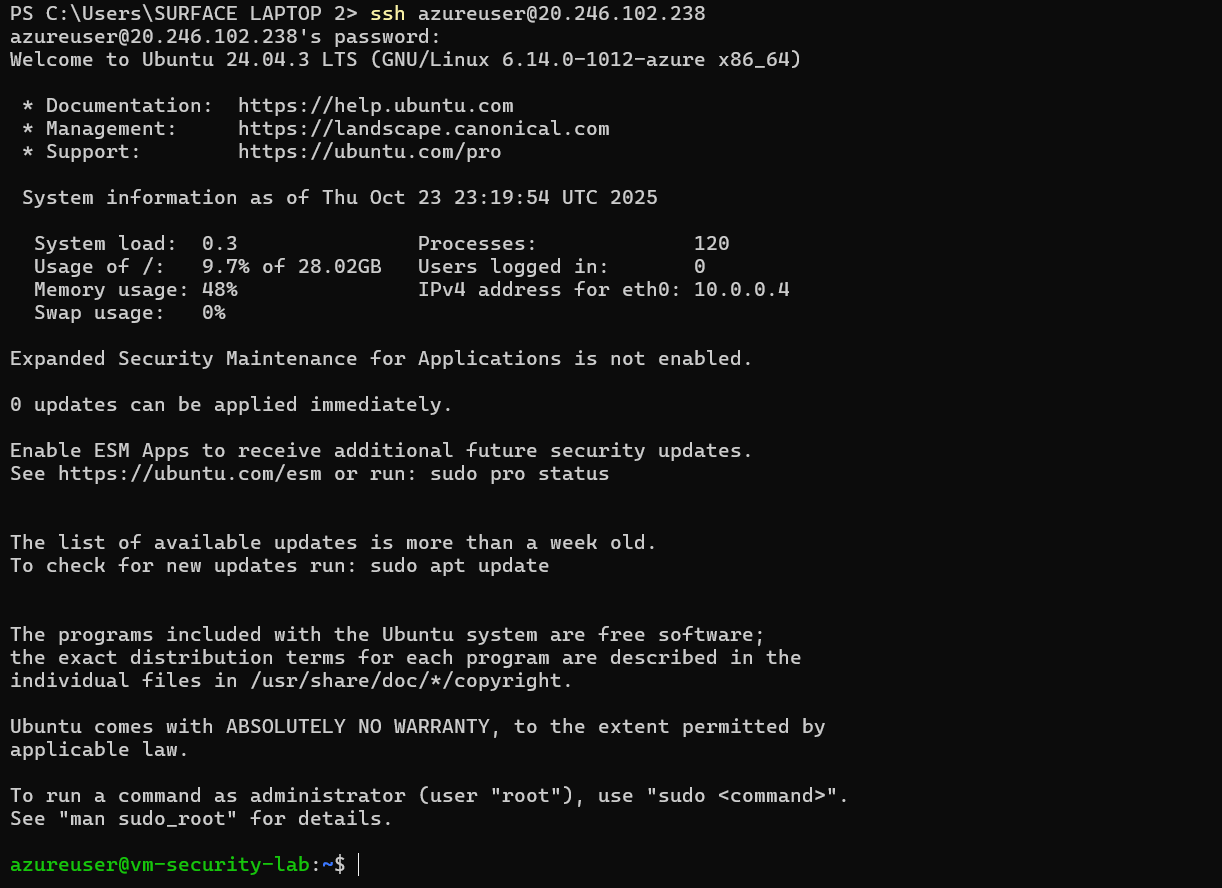 PS C:\Users\SURFACE LAPTOP 2> ssh azureuser@20.246.102.238
azureuser@20.246.102.238's password:
Welcome to Ubuntu 24.04.3 LTS (GNU/Linux 6.14.0-1012-azure x86_64)
* Documentation:  https://help.ubuntu.com
* Management:     https://landscape.canonical.com
* Support:        https://ubuntu.com/pro
System information as of Thu Oct 23 23:19:54 UTC 2025
System load:  0.3               Processes:             120
Usage of /:   9.7% of 28.02GB   Users logged in:       0
Memory usage: 48%               IPv4 address for eth0: 10.0.0.4
Swap usage:   0%
Expanded Security Maintenance for Applications is not enabled.
0 updates can be applied immediately.
Enable ESM Apps to receive additional future security updates.
See https://ubuntu.com/esm or run: sudo pro status
The list of available updates is more than a week old.
To check for new updates run: sudo apt update
The programs included with the Ubuntu system are free software;
the exact distribution terms for each program are described in the
individual files in /usr/share/doc/*/copyright.
Ubuntu comes with ABSOLUTELY NO WARRANTY, to the extent permitted by
applicable law.
To run a command as administrator (user "root"), use "sudo <command>".
See "man sudo_root" for details.
azureuser@vm-security-lab:~$